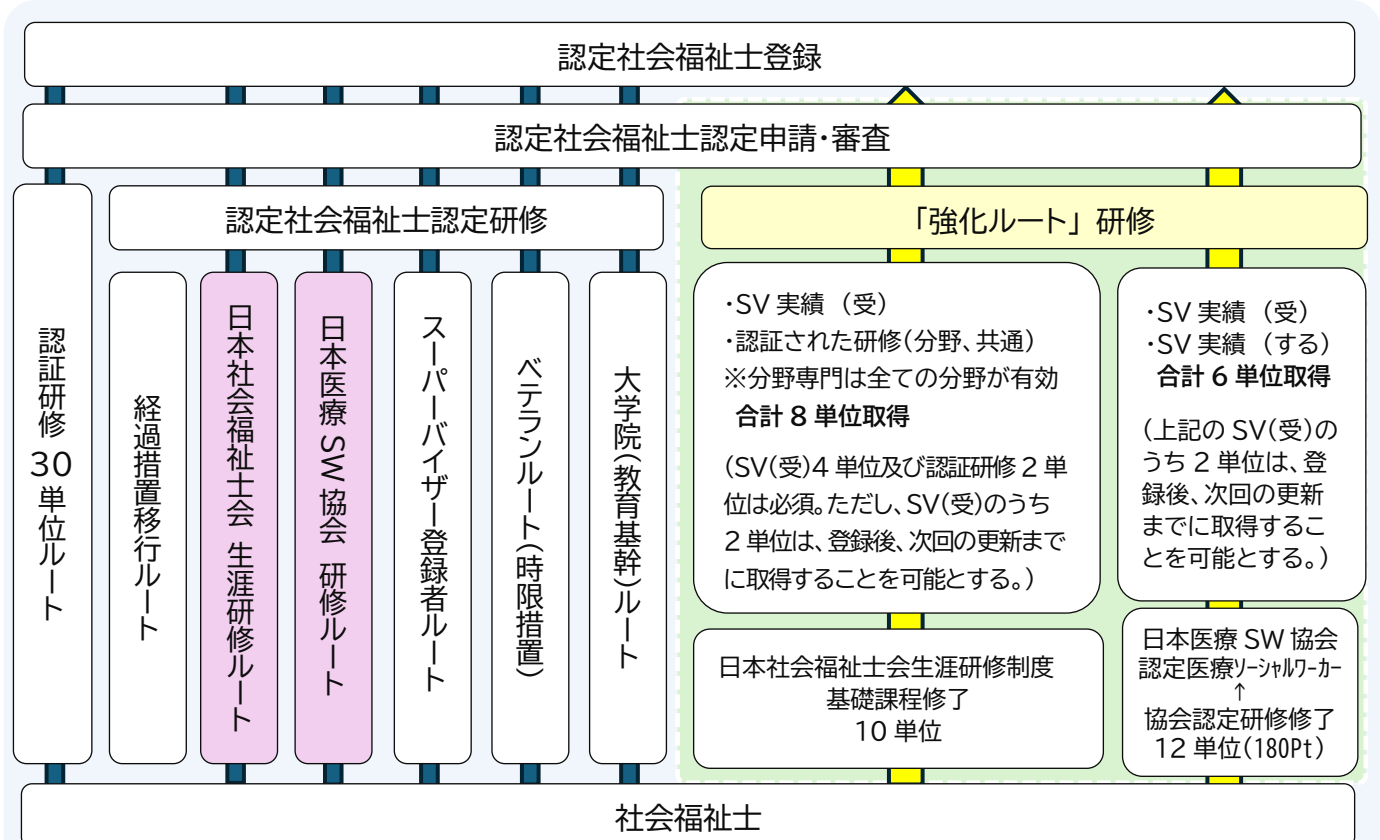 認定社会福祉士登録
認定社会福祉士認定申請・審査
認証研修30単位ルート
認定社会福祉士認定研修
経過措置移行ルート
日本社会福祉士会 生涯研修ルート
日本医療SW協会 研修ルート
スーパーバイザー登録者ルート
ベテランルート(時限措置)
大学院(教育基幹)ルート
「強化ルート」研修
・SV実績（受）
・認証された研修(分野、共通)
※分野専門は全ての分野が有効
合計8単位取得
(SV(受)4単位及び認証研修2単
位は必須。ただし、SV(受)のうち
2単位は、登録後、次回の更新まで
に取得することを可能とする。)
日本社会福祉士会生涯研修制度
基礎課程修了
10単位
・SV実績（受）
・SV実績（する）
合計6単位取得
(上記のSV(受)の
うち2単位は、登
録後、次回の更新
までに取得するこ
とを可能とする。)
日本医療SW協会
認定医療ｿｰｼｬﾙﾜｰｶｰ
↑
協会認定研修修了
12単位(180Pt)
社会福祉士